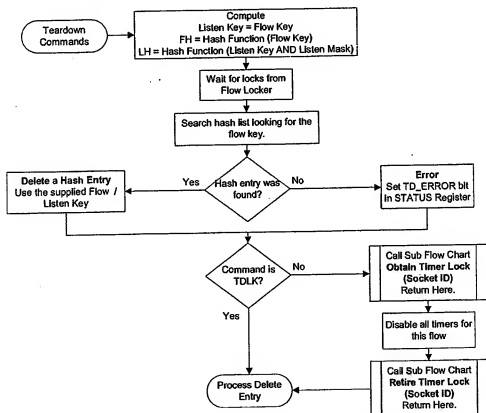 Teardown
Commands
Compute
Listen Key = Flow Key
FH = Hash Function (Flow Key)
LH = Hash Function (Listen Key AND Listen Mask)
Wait for locks from
Flow Locker
Search hash list looking for the
flow key.
Delete a Hash Entry
Use the supplied Flow /
Listen Key
Yes
Hash entry was
found?
No
Error
Set TD_ERROR bit
in STATUS Register
Command is
TDLK?
No
Call Sub Flow Chart
Obtain Timer Lock
(Socket ID)
Return Here.
Yes
Disable all timers for
this flow
Process Delete
Entry
Call Sub Flow Chart
Retire Timer Lock
(Socket ID)
Return Here.